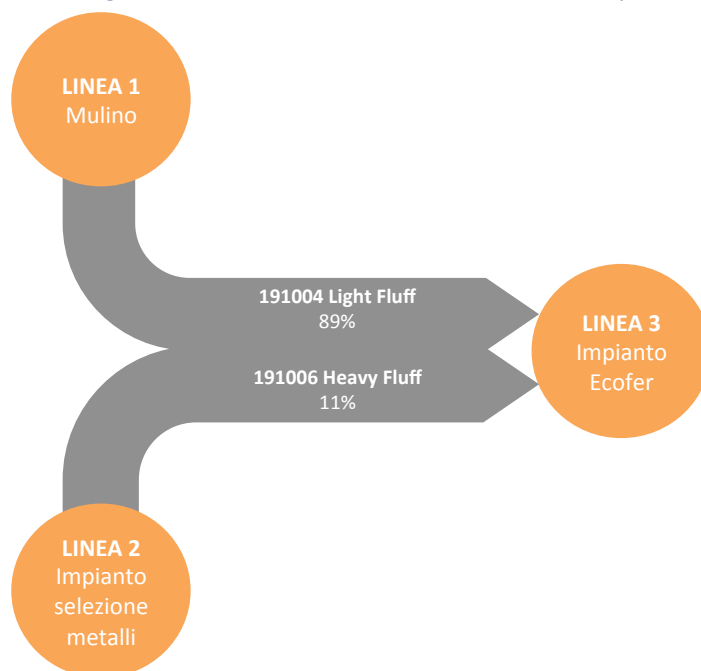 LINEA 1
Mulino
191004 Light Fluff
89%
LINEA 3
Impianto
Ecofer
191006 Heavy Fluff
11%
LINEA 2
Impianto
selezione
metalli